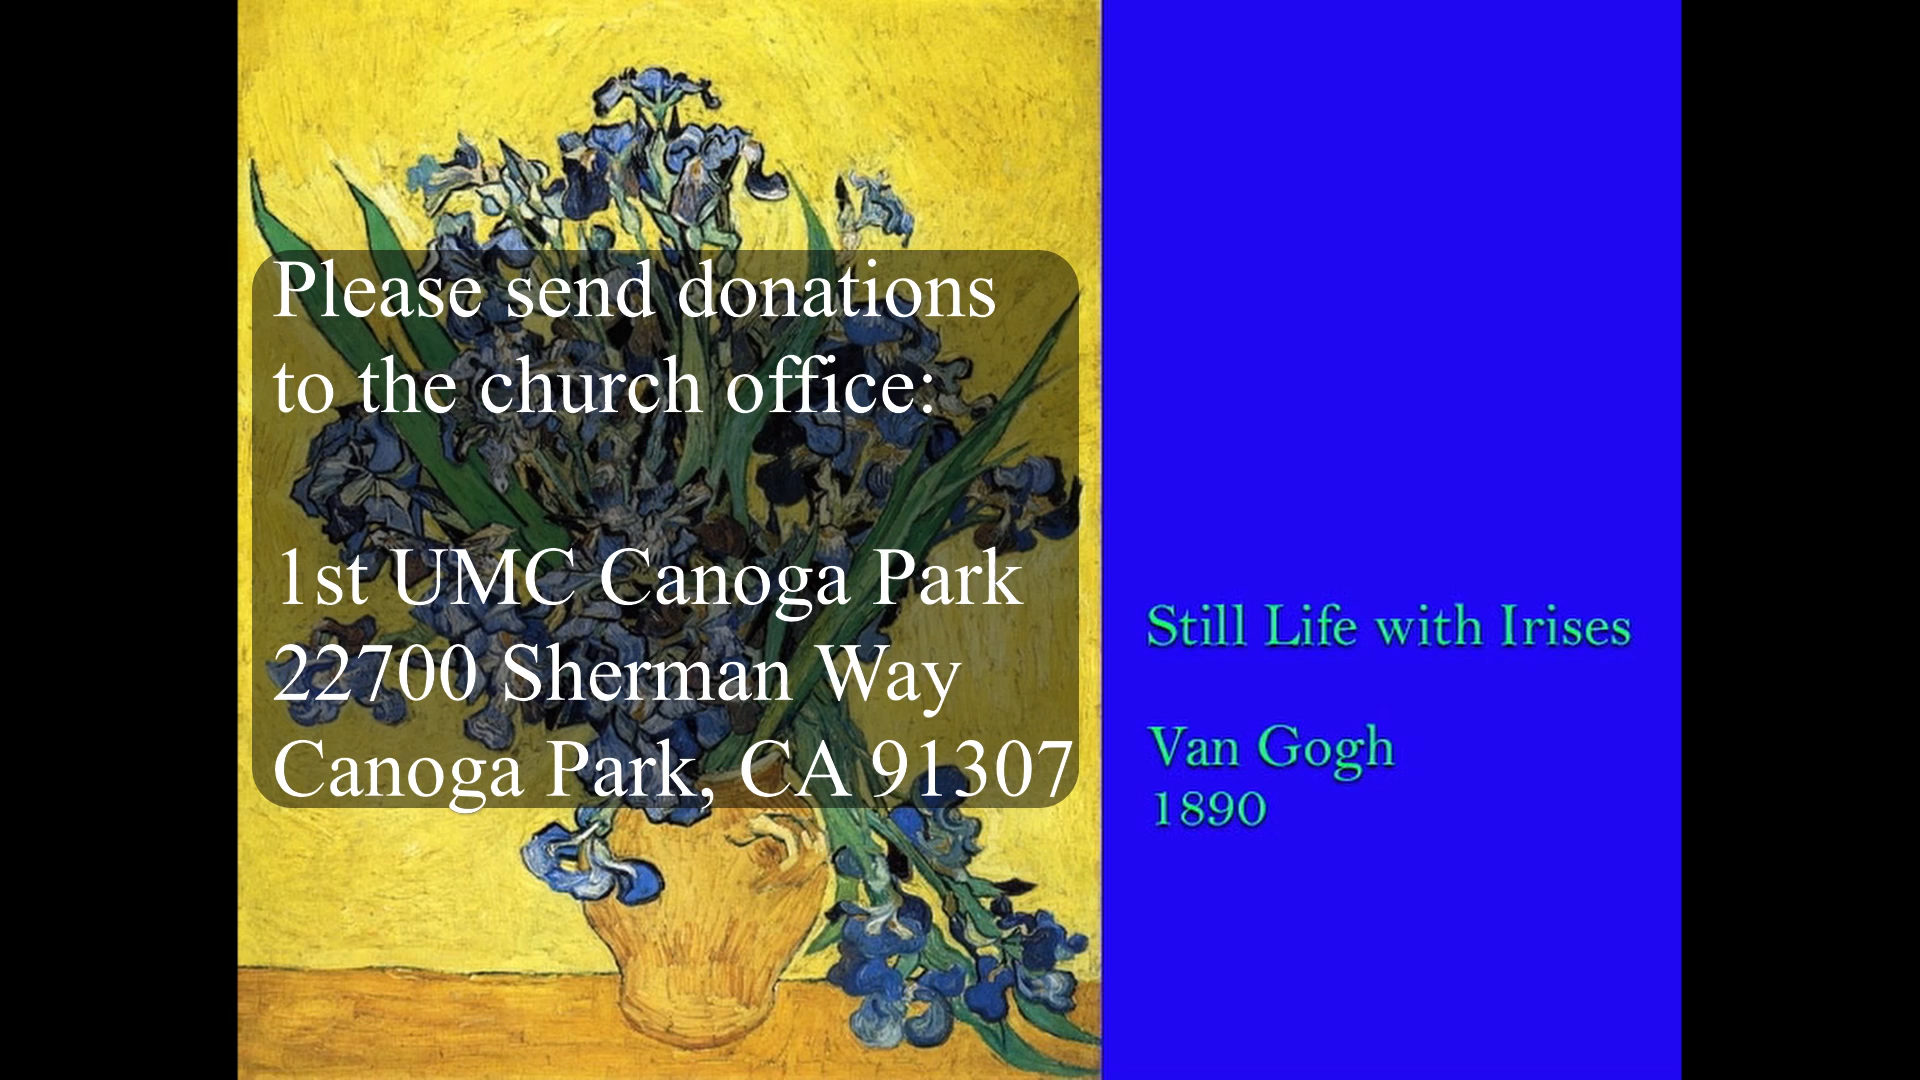 Please send donations
to the church office:
1st UMC Canoga Park
22700 Sherman Way
Canoga Park, CA 91307
Still Life with Irises
Van Gogh
1890